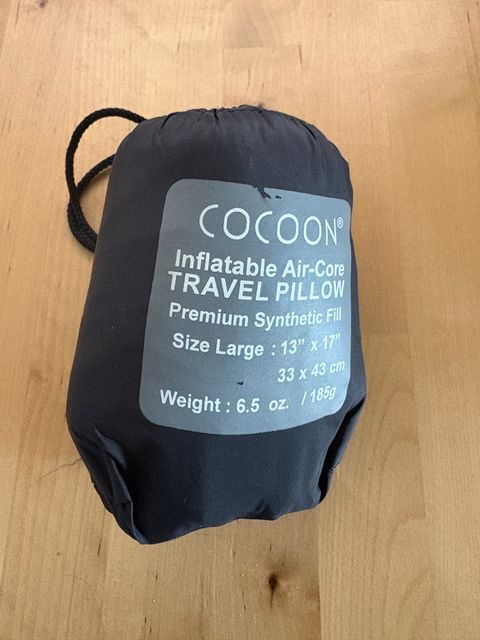 COCOON®
Inflatable Air-Core
TRAVEL PILLOW
Premium Synthetic Fill
Size Large : 13” x 17”
33 x 43 cm
Weight : 6.5 oz. / 185g